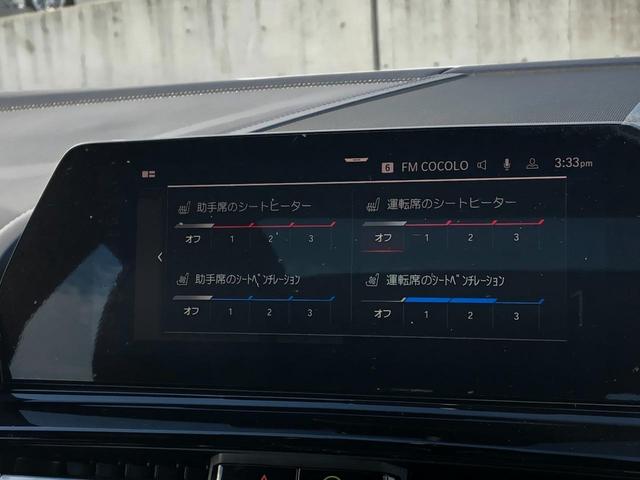 6 FM COCOLO 3:33pm
助手席のシートヒーター
オフ 1 2 3
運転席のシートヒーター
オフ 1 2 3
助手席のｼｰﾄﾍﾞﾝﾁﾚｰｼｮﾝ
オフ 1 2 3
運転席のｼｰﾄﾍﾞﾝﾁﾚｰｼｮﾝ
オフ 1 2 3